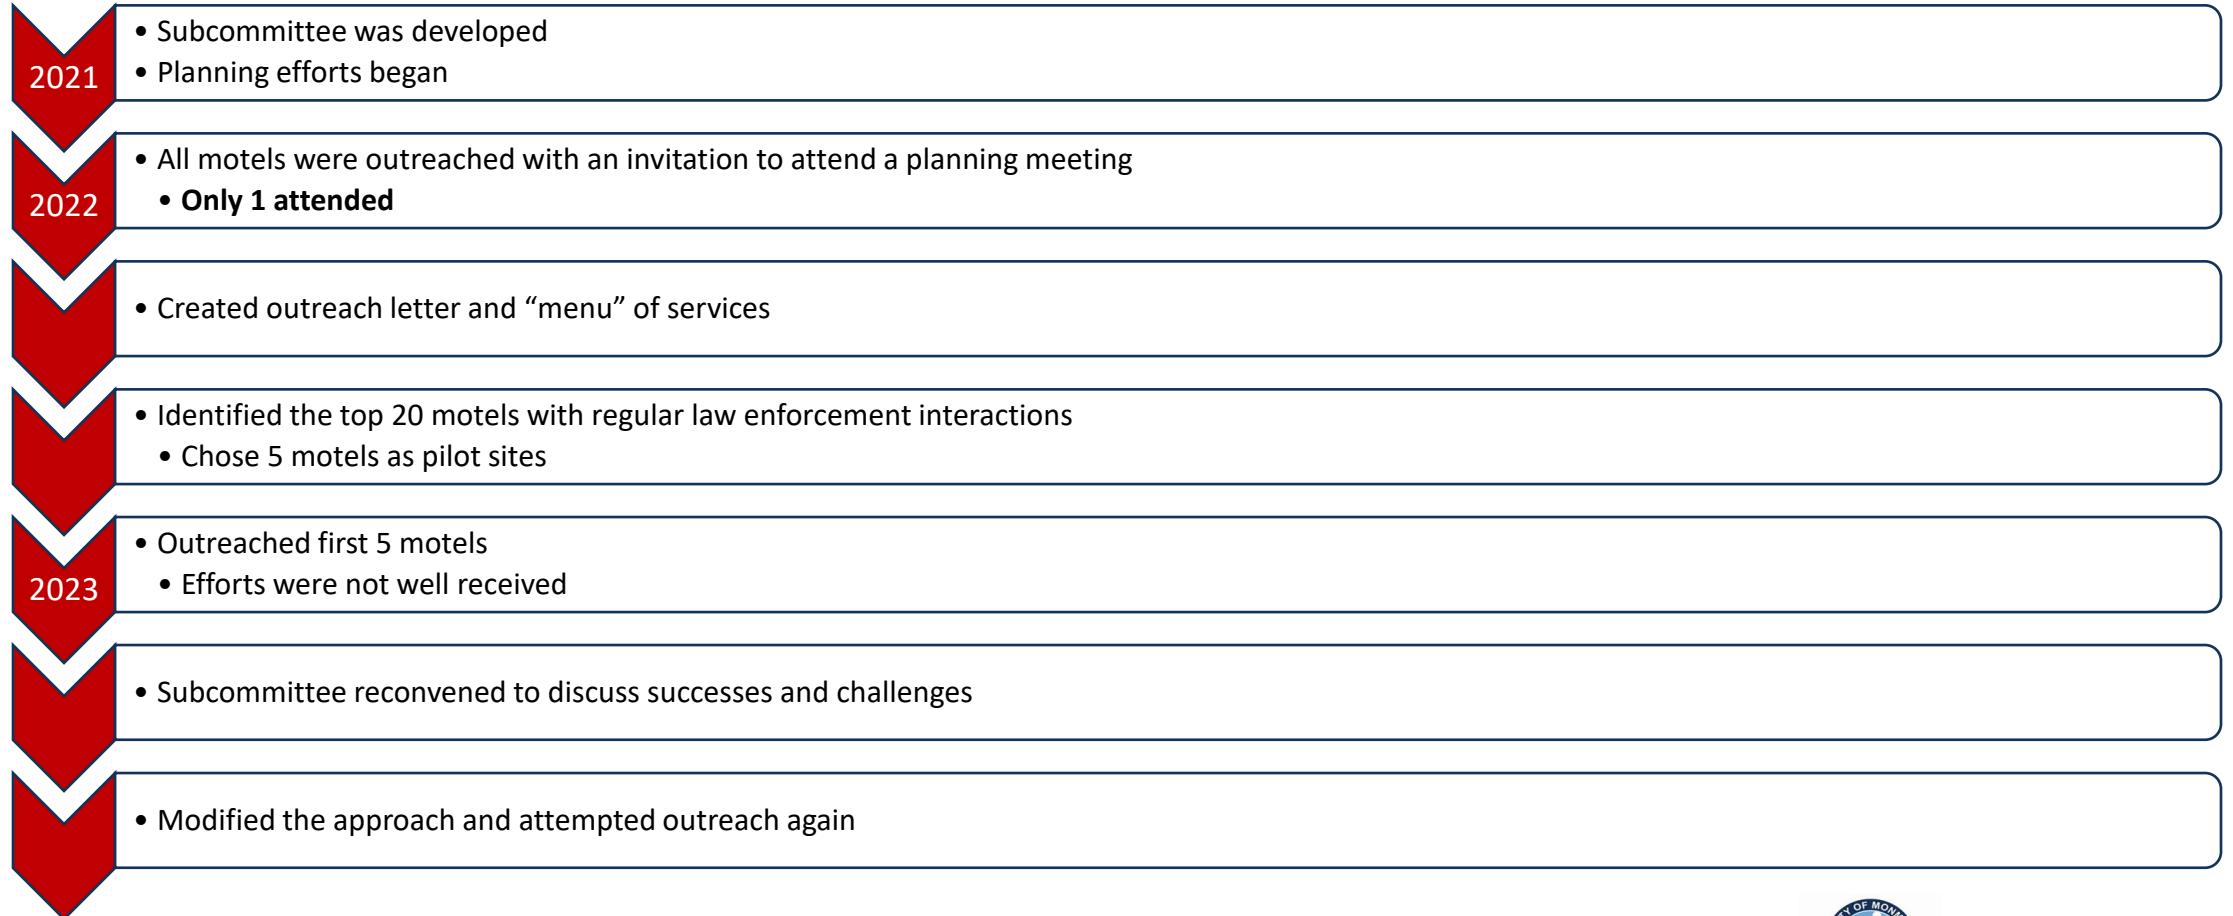 2021
• Subcommittee was developed
• Planning efforts began
2022
• All motels were outreached with an invitation to attend a planning meeting
• Only 1 attended
• Created outreach letter and “menu” of services
• Identified the top 20 motels with regular law enforcement interactions
• Chose 5 motels as pilot sites
2023
• Outreached first 5 motels
• Efforts were not well received
• Subcommittee reconvened to discuss successes and challenges
• Modified the approach and attempted outreach again
OF